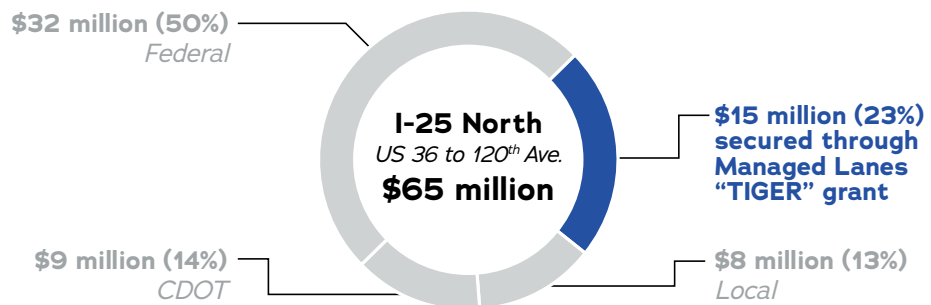 $32 million (50%)
Federal
I-25 North
US 36 to 120th Ave.
$65 million
$15 million (23%)
secured through
Managed Lanes
“TIGER” grant
$9 million (14%)
CDOT
$8 million (13%)
Local